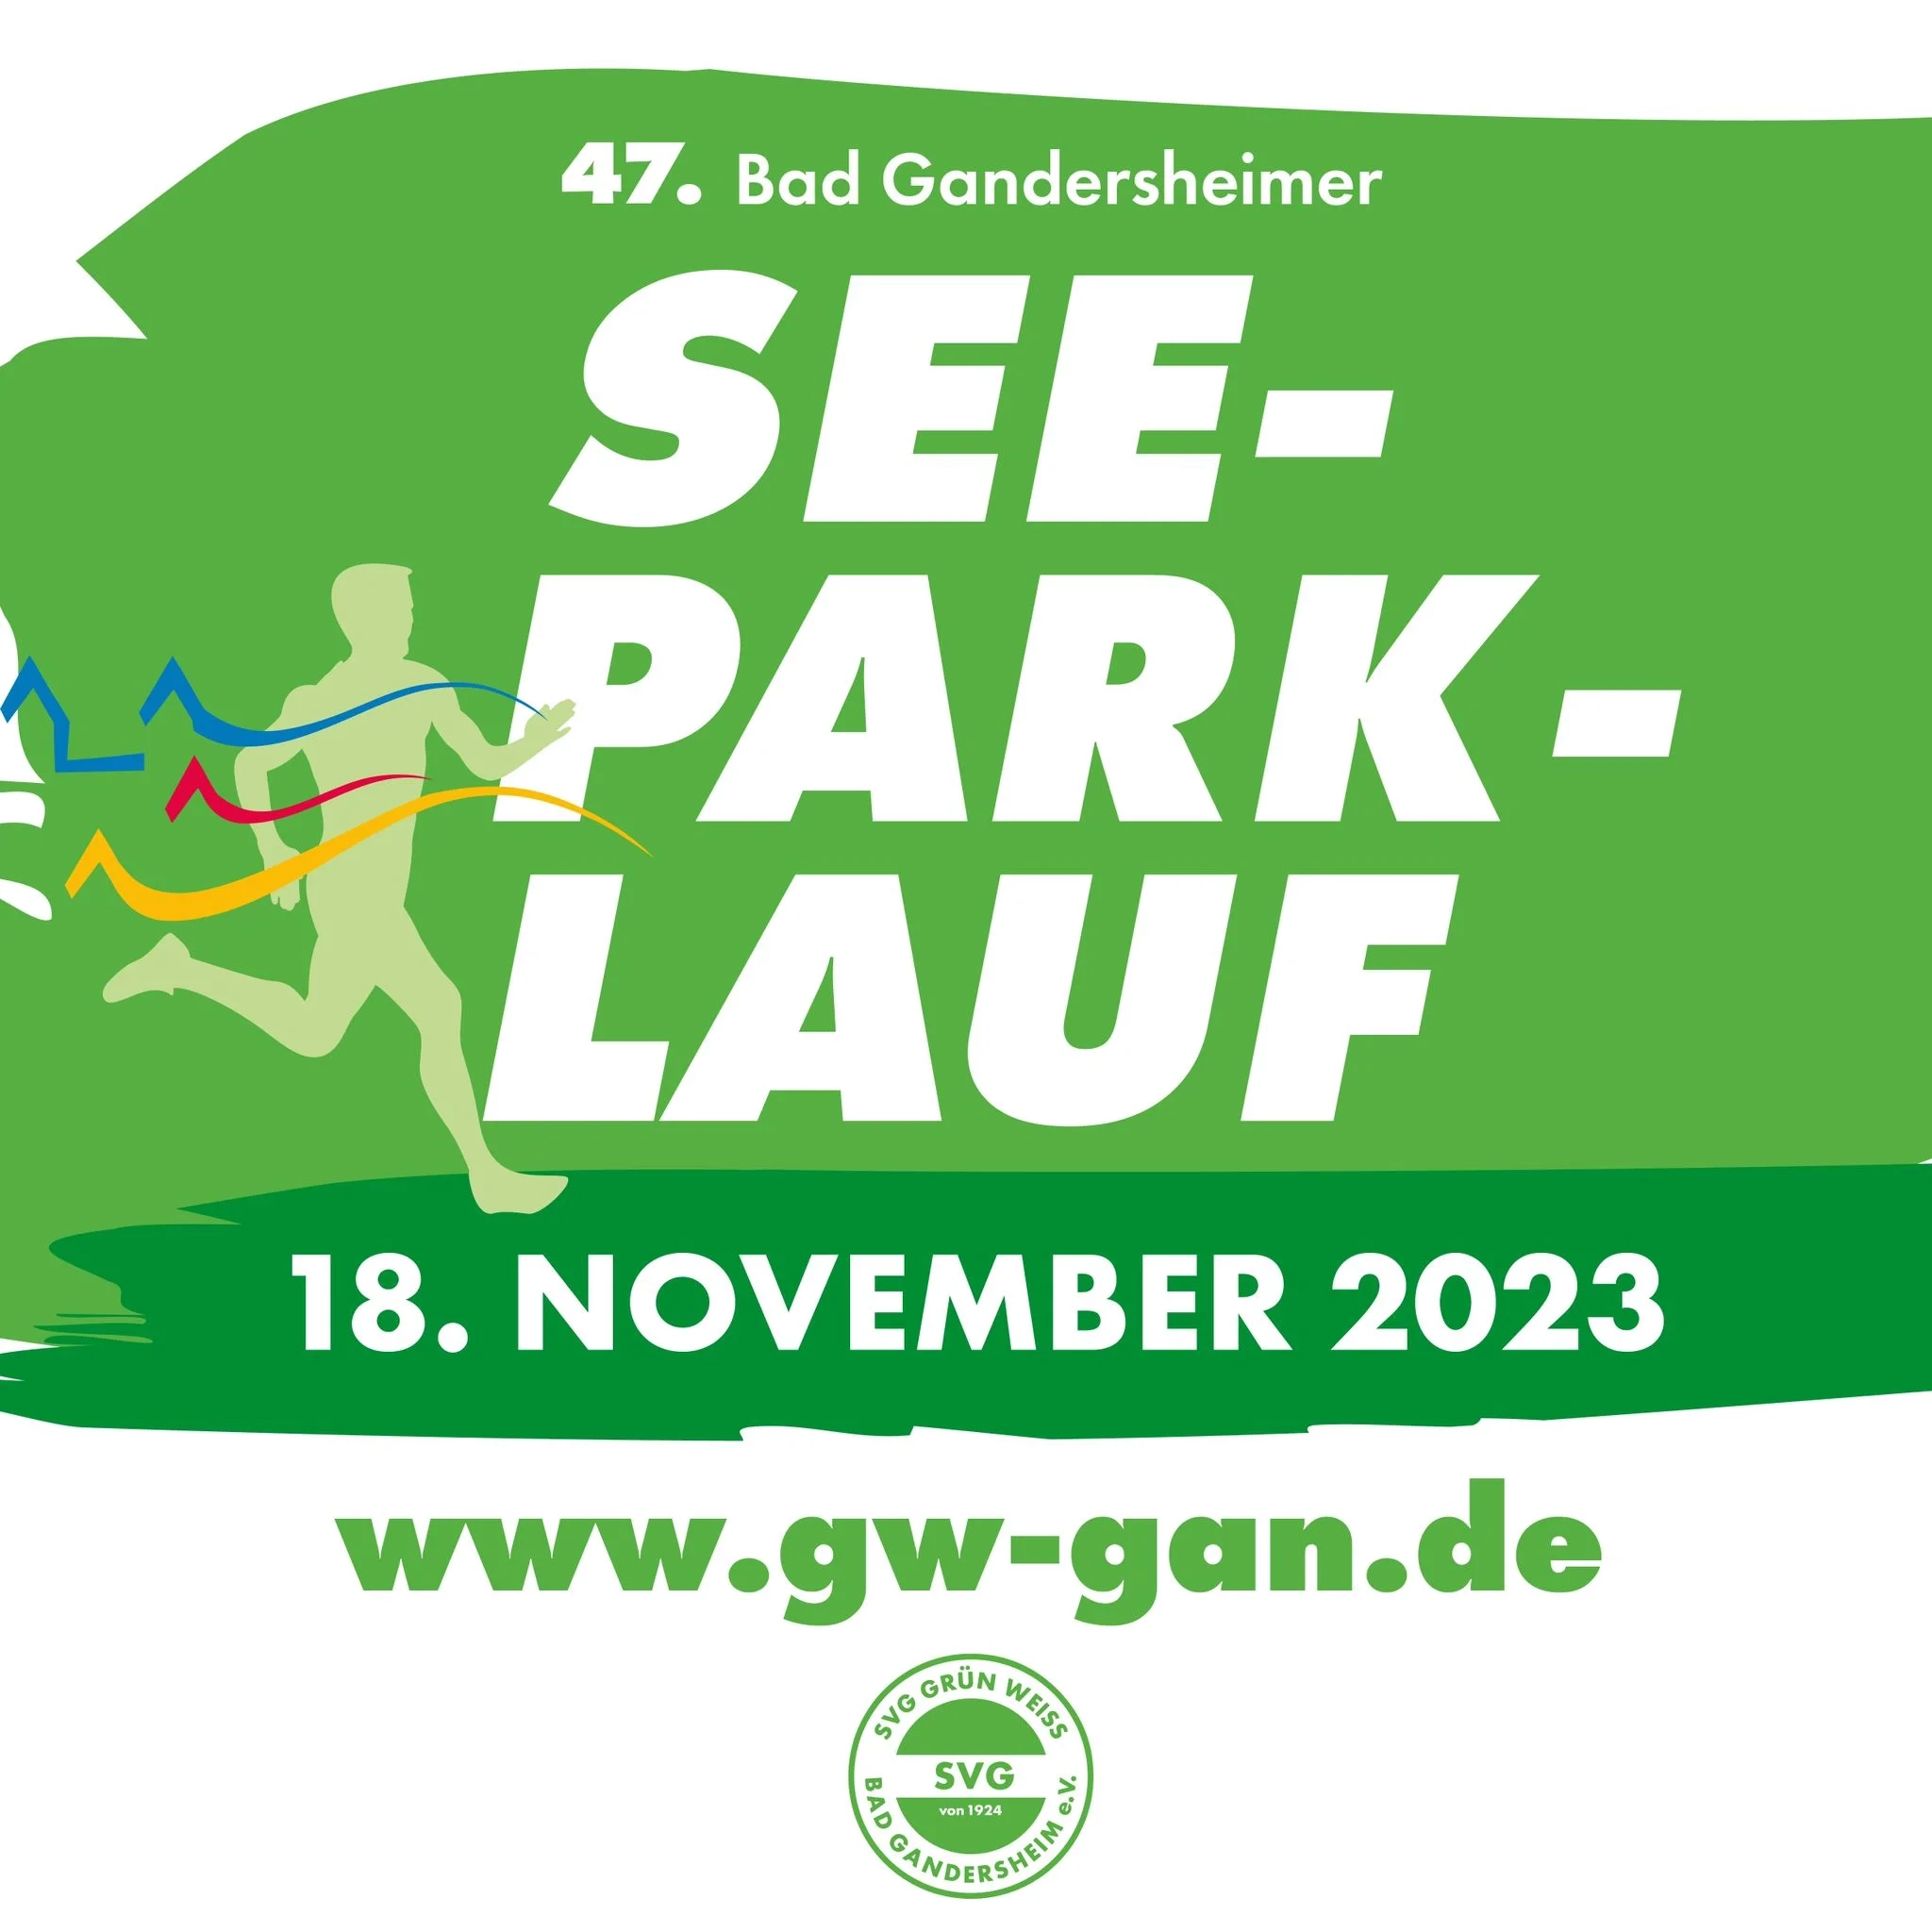 47. Bad Gandersheimer
SEE-
PARK-
LAUF
18. NOVEMBER 2023
www.gw-gan.de
SVG GRÜN WEISS
SVG
von 1924
BAD GANDERSHEIM e.V.